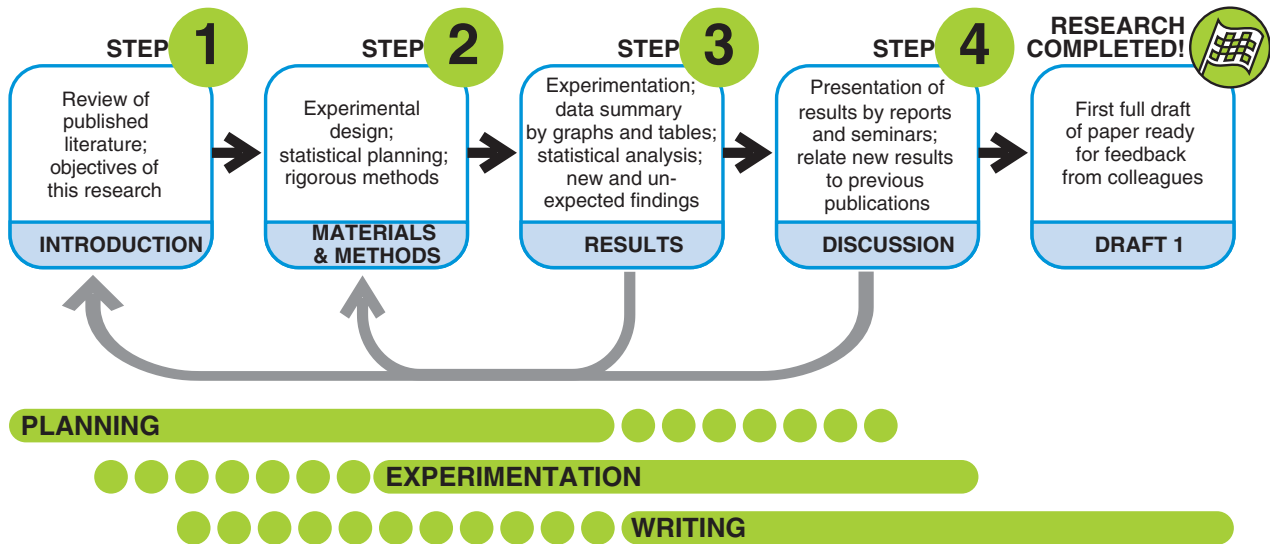 STEP 1
Review of
published
literature;
objectives of
this research
INTRODUCTION
STEP 2
Experimental
design;
statistical planning;
rigorous methods
MATERIALS
& METHODS
STEP 3
Experimentation;
data summary
by graphs and tables;
statistical analysis;
new and un-
expected findings
RESULTS
STEP 4
Presentation of
results by reports
and seminars;
relate new results
to previous
publications
DISCUSSION
RESEARCH
COMPLETED!
First full draft
of paper ready
for feedback
from colleagues
DRAFT 1
PLANNING
EXPERIMENTATION
WRITING